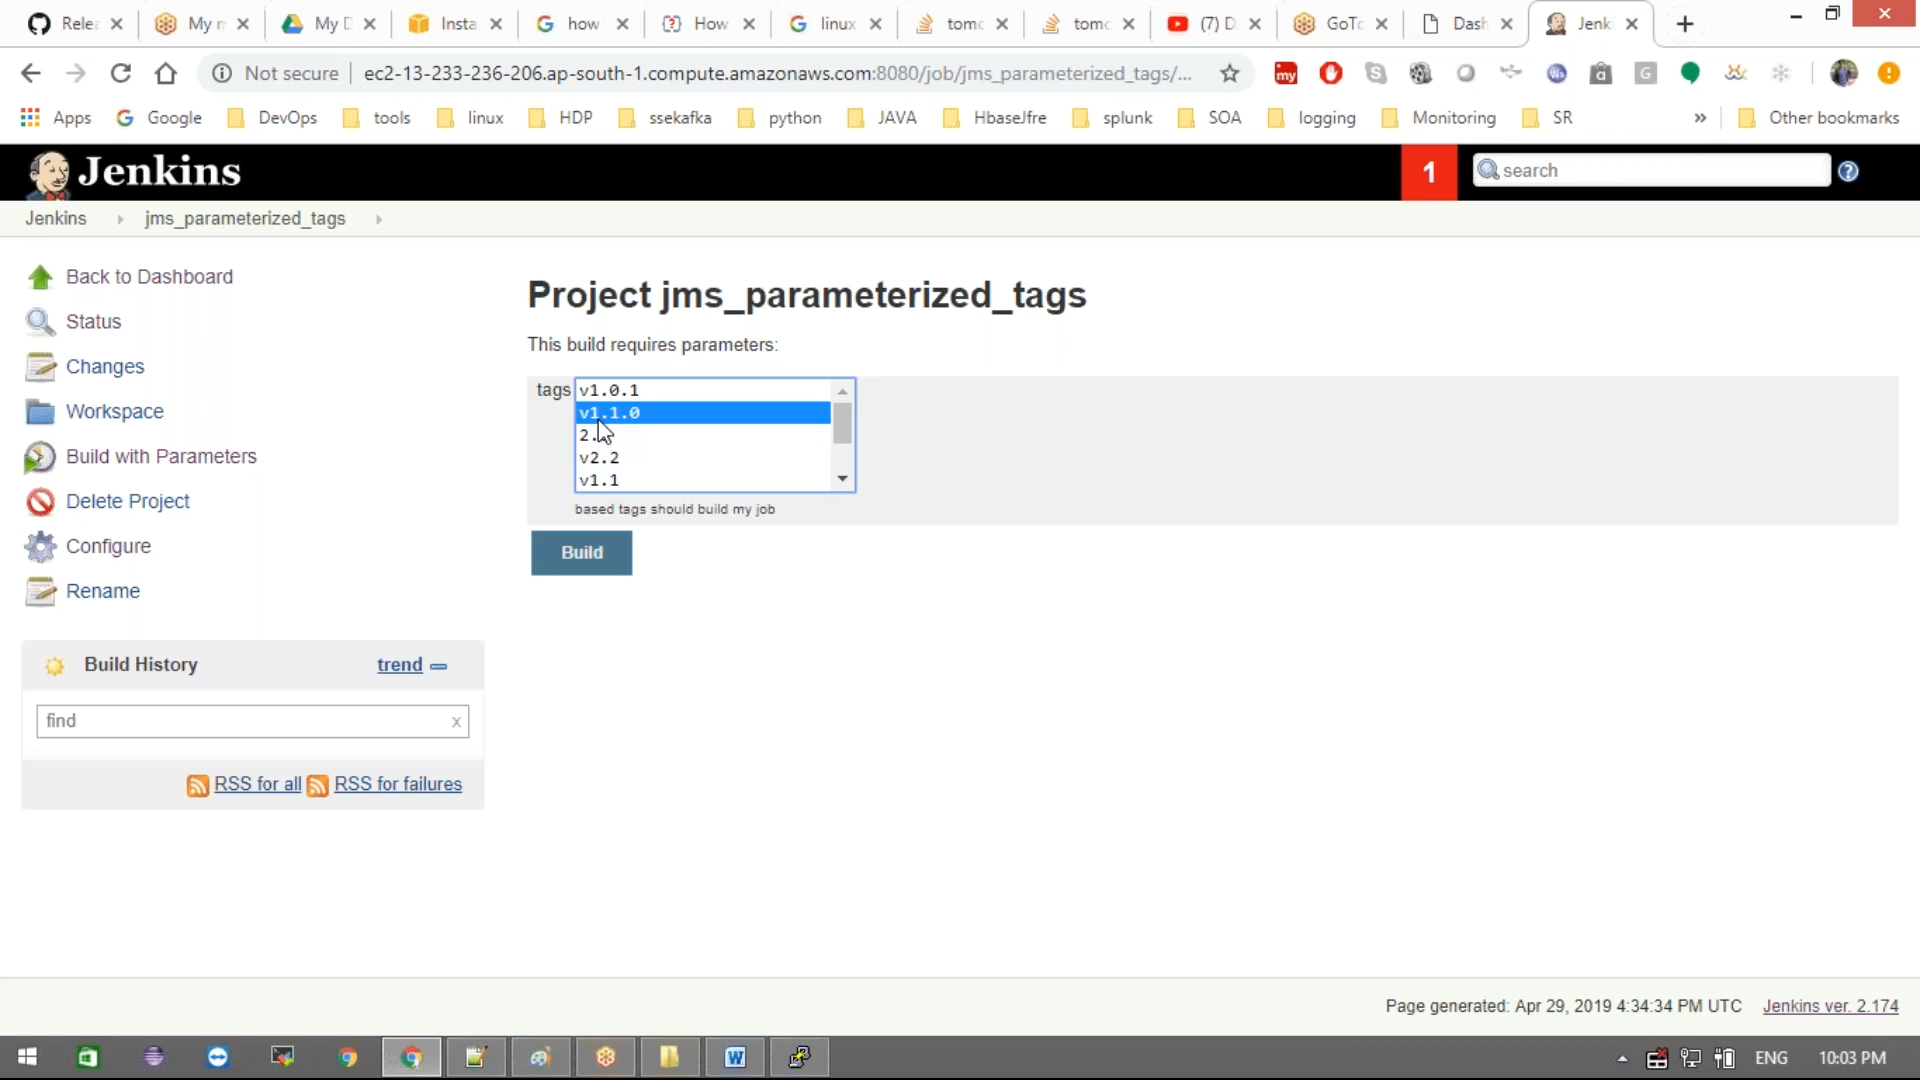 Rele
My r
My D
Insta
how
How
linux
tomc
tomc
(7) D
GoTo
Dash
Jenki
Not secure
ec2-13-233-236-206.ap-south-1.compute.amazonaws.com:8080/job/jms_parameterized_tags/...
Apps
Google
DevOps
tools
linux
HDP
ssekafka
python
JAVA
HbaseJfre
splunk
SOA
logging
Monitoring
SR
»
Other bookmarks
Jenkins
1
search
Jenkins
jms_parameterized_tags
Back to Dashboard
Status
Changes
Workspace
Build with Parameters
Delete Project
Configure
Rename
Build History
trend
find
x
RSS for all
RSS for failures
Project jms_parameterized_tags
This build requires parameters:
tags
v1.0.1
v1.1.0
v2.2
v1.1
based tags should build my job
Build
Page generated: Apr 29, 2019 4:34:34 PM UTC
Jenkins ver. 2.174
ENG
10:03 PM